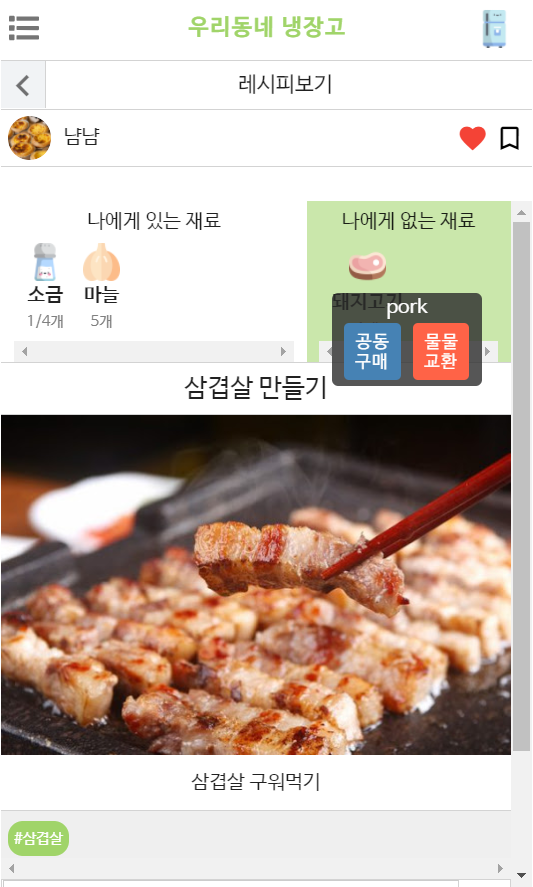 우리동네 냉장고
레시피보기
냠냠
나에게 있는 재료
나에게 없는 재료
소금
마늘
1/4개
5개
돼지고기
pork
공동
구매
물물
교환
삼겹살 만들기
삼겹살 구워먹기
#삼겹살